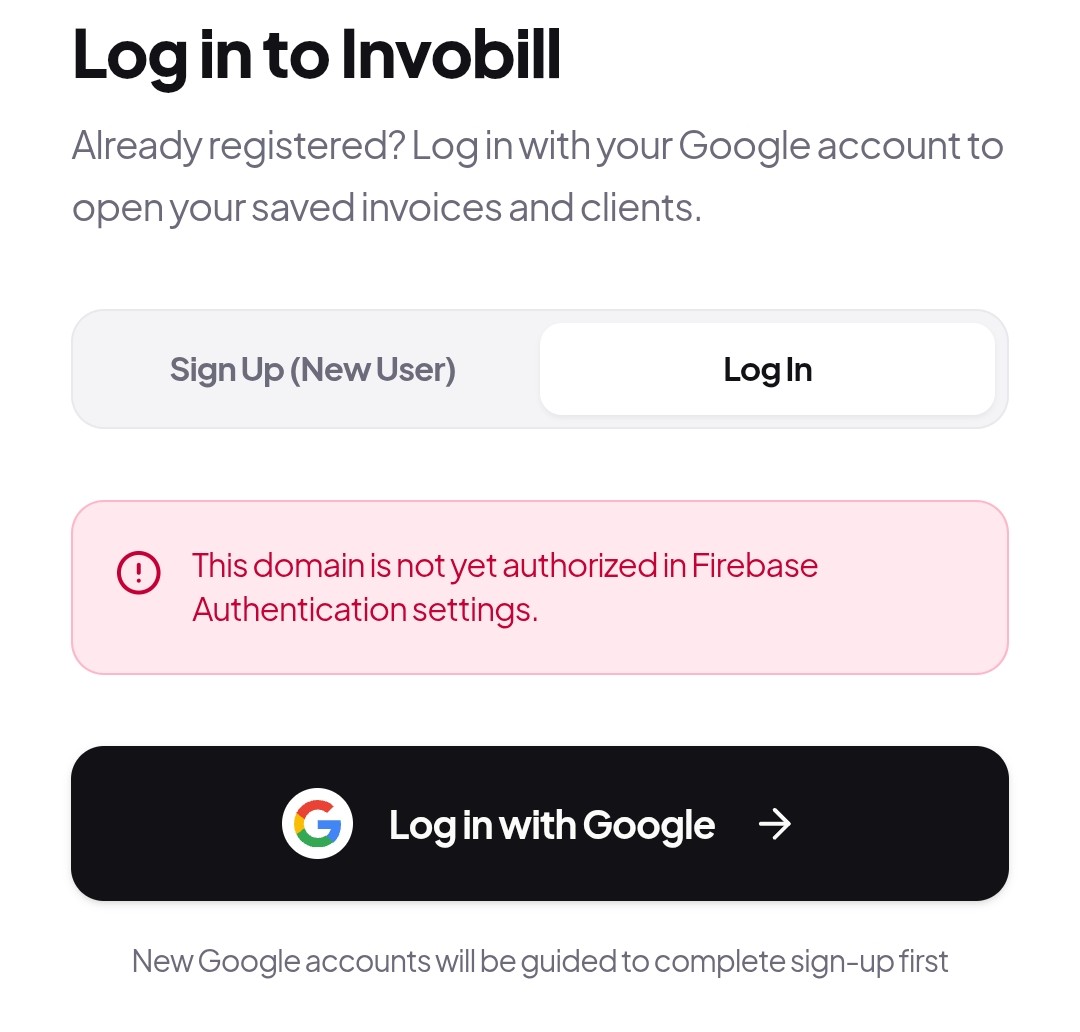 Log in to Invobill
Already registered? Log in with your Google account to
open your saved invoices and clients.
Sign Up (New User)
Log In
This domain is not yet authorized in Firebase
Authentication settings.
Log in with Google
New Google accounts will be guided to complete sign-up first